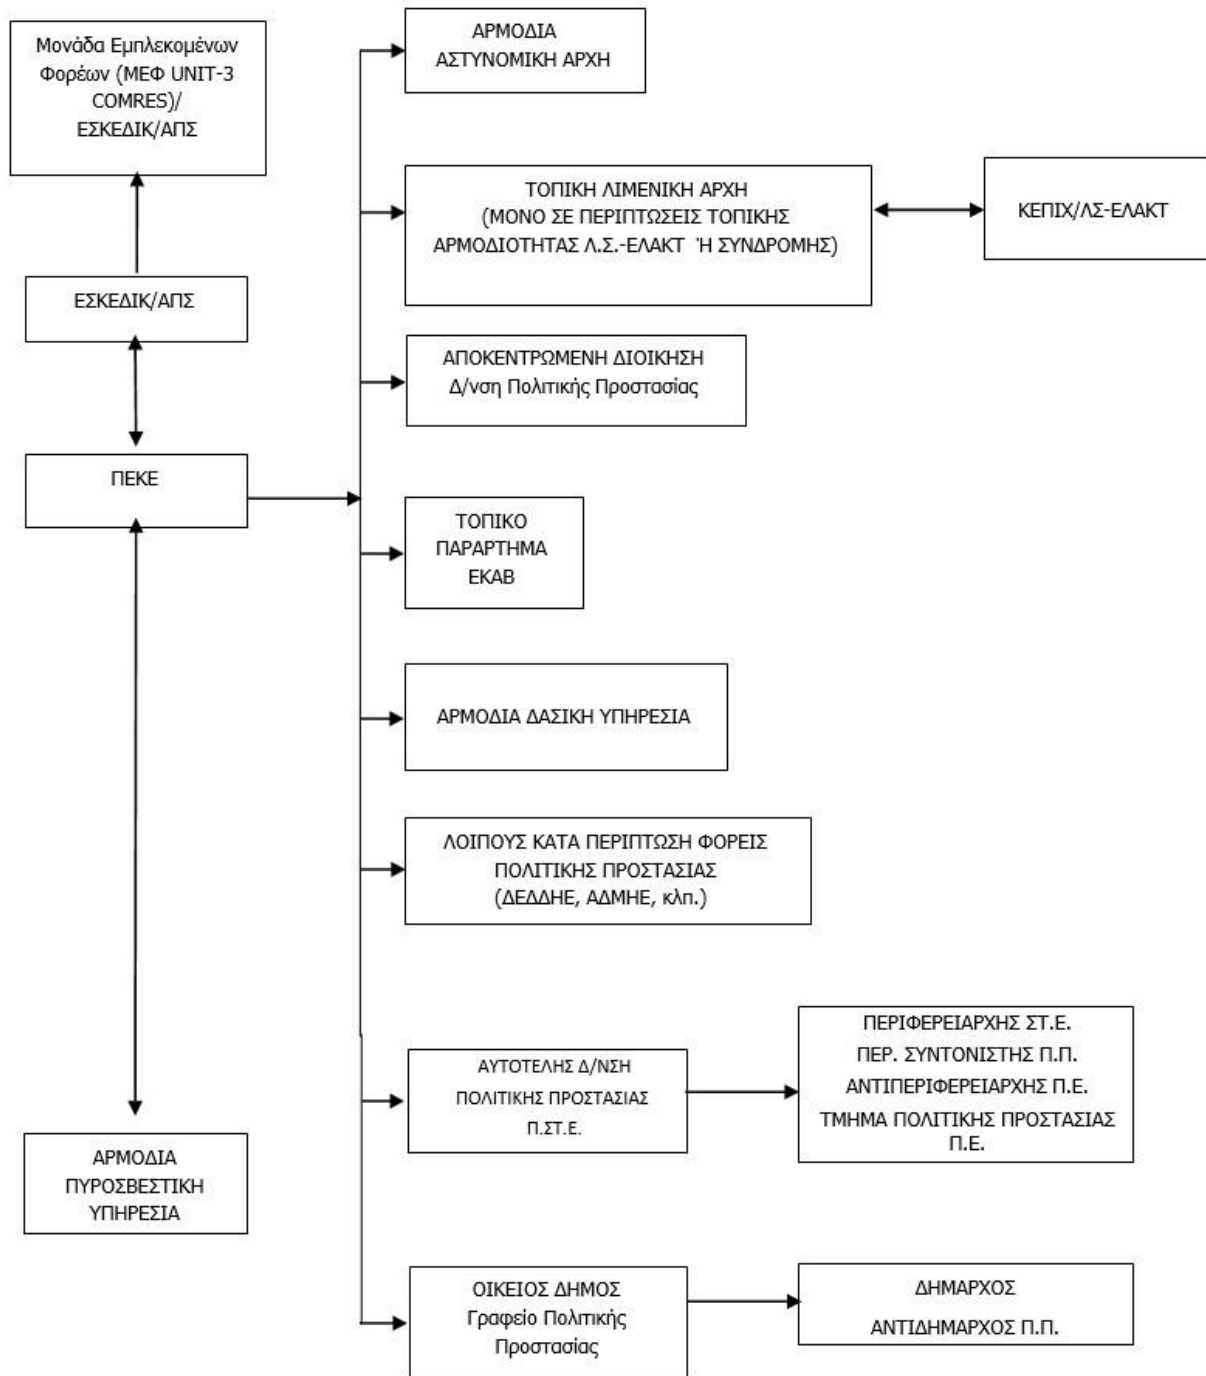 Μονάδα Εμπλεκομένων
Φορέων (ΜΕΦ UNIT-3
COMRES)/
ΕΣΚΕΔΙΚ/ΑΠΣ
ΕΣΚΕΔΙΚ/ΑΠΣ
ΠΕΚΕ
ΑΡΜΟΔΙΑ
ΠΥΡΟΣΒΕΣΤΙΚΗ
ΥΠΗΡΕΣΙΑ
ΑΡΜΟΔΙΑ
ΑΣΤΥΝΟΜΙΚΗ ΑΡΧΗ
ΤΟΠΙΚΗ ΛΙΜΕΝΙΚΗ ΑΡΧΗ
(ΜΟΝΟ ΣΕ ΠΕΡΙΠΤΩΣΕΙΣ ΤΟΠΙΚΗΣ
ΑΡΜΟΔΙΟΤΗΤΑΣ Λ.Σ.-ΕΛΑΚΤ Ή ΣΥΝΔΡΟΜΗΣ)
ΚΕΠΙΧ/ΛΣ-ΕΛΑΚΤ
ΑΠΟΚΕΝΤΡΩΜΕΝΗ ΔΙΟΙΚΗΣΗ
Δ/νση Πολιτικής Προστασίας
ΤΟΠΙΚΟ
ΠΑΡΑΡΤΗΜΑ
ΕΚΑΒ
ΑΡΜΟΔΙΑ ΔΑΣΙΚΗ ΥΠΗΡΕΣΙΑ
ΛΟΙΠΟΥΣ ΚΑΤΑ ΠΕΡΙΠΤΩΣΗ ΦΟΡΕΙΣ
ΠΟΛΙΤΙΚΗΣ ΠΡΟΣΤΑΣΙΑΣ
(ΔΕΔΔΗΕ, ΑΔΜΗΕ, κλπ.)
ΑΥΤΟΤΕΛΗΣ Δ/ΝΣΗ
ΠΟΛΙΤΙΚΗΣ ΠΡΟΣΤΑΣΙΑΣ
Π.ΣΤ.Ε.
ΠΕΡΙΦΕΡΕΙΑΡΧΗΣ ΣΤ.Ε.
ΠΕΡ. ΣΥΝΤΟΝΙΣΤΗΣ Π.Π.
ΑΝΤΙΠΕΡΙΦΕΡΕΙΑΡΧΗΣ Π.Ε.
ΤΜΗΜΑ ΠΟΛΙΤΙΚΗΣ ΠΡΟΣΤΑΣΙΑΣ
Π.Ε.
ΟΙΚΕΙΟΣ ΔΗΜΟΣ
Γραφείο Πολιτικής
Προστασίας
ΔΗΜΑΡΧΟΣ
ΑΝΤΙΔΗΜΑΡΧΟΣ Π.Π.